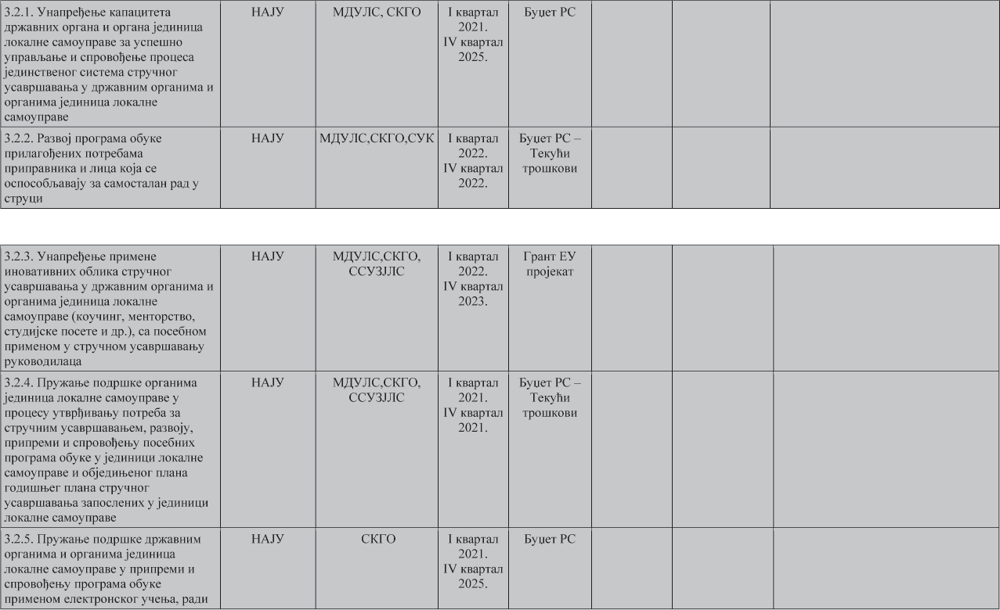 3.2.1. Унапређење капацитета
државних органа и органа јединица
локалне самоуправе за успешно
управљање и спровођење процеса
јединственог система стручног
усавршавања у државним органима и
органима јединица локалне
самоуправе
НАЈУ
МДУЛС, СКГО
I квартал
2021.
IV квартал
2025.
Буџет РС
3.2.2. Развој програма обуке
прилагођених потребама
приправника и лица која се
оспособљавају за самосталан рад у
струци
НАЈУ
МДУЛС,СКГО,СУК
I квартал
2022.
IV квартал
2022.
Буџет РС –
Текући
трошкови
3.2.3. Унапређење примене
иновативних облика стручног
усавршавања у државним органима и
органима јединица локалне
самоуправе (коучинг, менторство,
студијске посете и др.), са посебном
применом у стручном усавршавању
руководилаца
НАЈУ
МДУЛС,СКГО,
ССУЗЈЛС
I квартал
2022.
IV квартал
2023.
Грант ЕУ
пројекат
3.2.4. Пружање подршке органима
јединица локалне самоуправе у
процесу утврђивању потреба за
стручним усавршавањем, развоју,
припреми и спровођењу посебних
програма обуке у јединици локалне
самоуправе и обједињеног плана
годишњег плана стручног
усавршавања запослених у јединици
локалне самоуправе
НАЈУ
МДУЛС,СКГО,
ССУЗЈЛС
I квартал
2021.
IV квартал
2021.
Буџет РС –
Текући
трошкови
3.2.5. Пружање подршке државним
органима и органима јединица
локалне самоуправе у припреми и
спровођењу програма обуке
применом електронског учења, ради
НАЈУ
СКГО
I квартал
2021.
IV квартал
2025.
Буџет РС